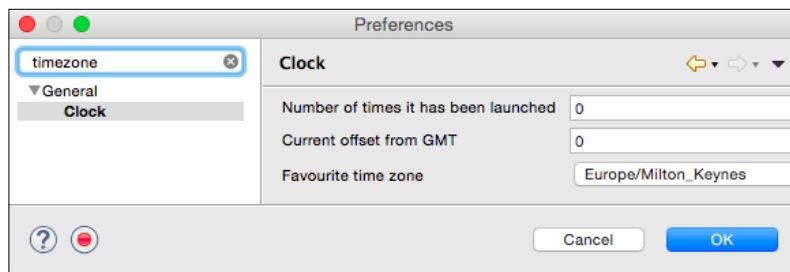 Preferences
timezone
General
Clock
Clock
Number of times it has been launched 0
Current offset from GMT 0
Favourite time zone Europe/Milton_Keynes
? Cancel OK